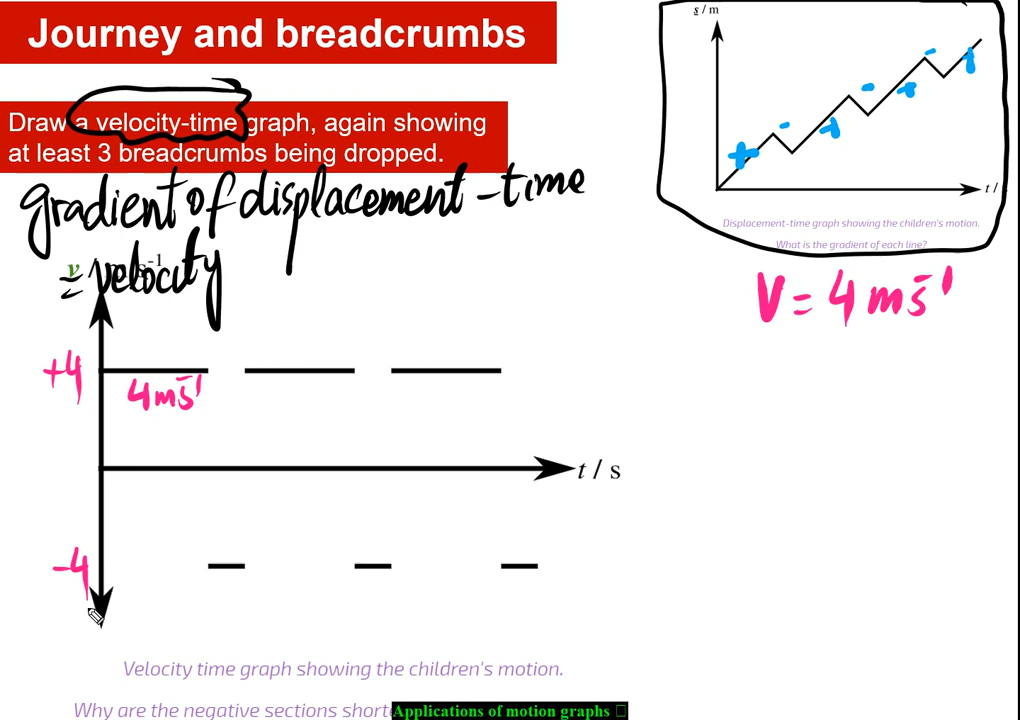 Journey and breadcrumbs
Draw a velocity-time graph, again showing
at least 3 breadcrumbs being dropped.
gradient of displacement-time
= velocity
v /
s-1
+4
4ms-1
t / s
-4
Velocity time graph showing the children's motion.
Why are the negative sections
Applications of motion graphs
s / m
+ - + - + - +
t /
Displacement-time graph showing the children's motion.
What is the gradient of each line?
V = 4ms-1